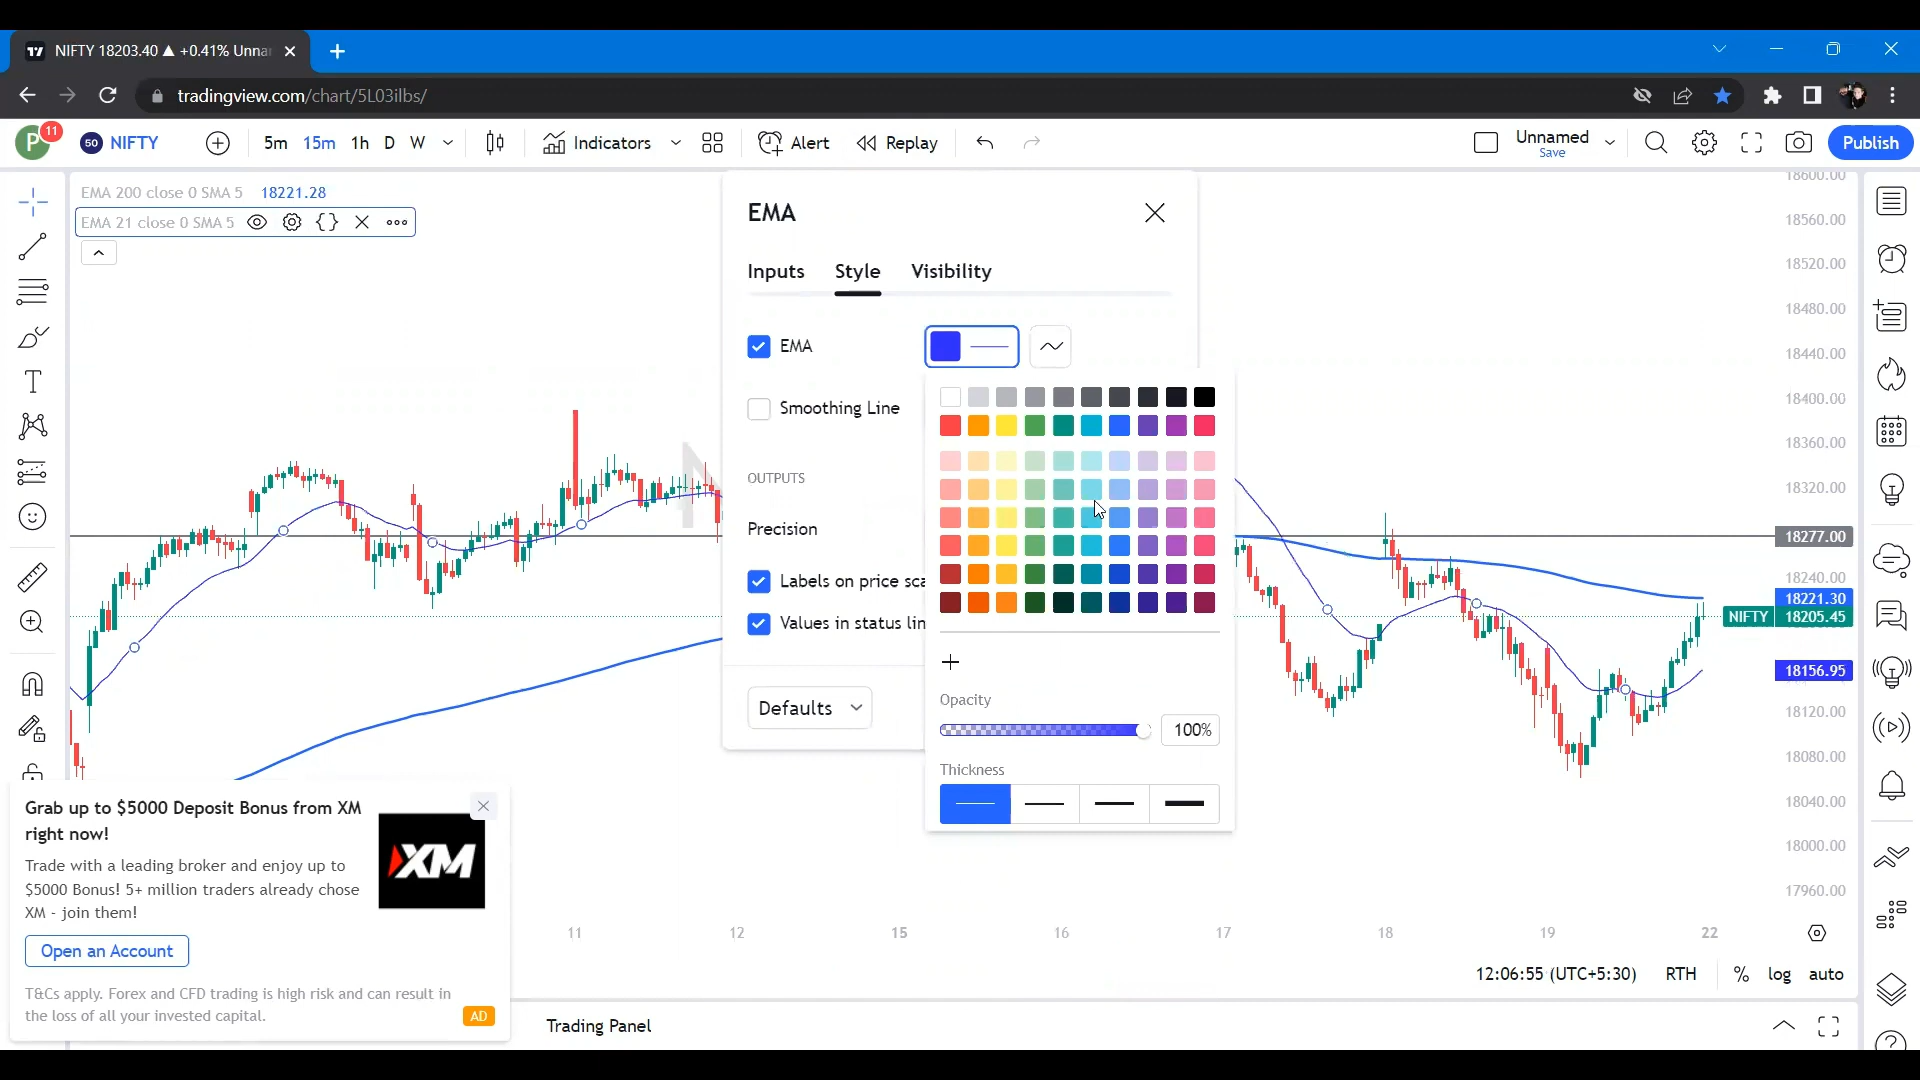 NIFTY 18203.40 ▲ +0.41% Unna
tradingview.com/chart/5L03ilbs/
P 11 50 NIFTY 5m 15m 1h D W Indicators Alert Replay Unnamed Publish
Save
EMA 200 close 0 SMA 5 18221.28
EMA 21 close 0 SMA 5
EMA
Inputs Style Visibility
EMA
Smoothing Line
OUTPUTS
Precision
Labels on price sca
Values in status lin
Defaults
Opacity
100%
Thickness
18600.00
18560.00
18520.00
18480.00
18440.00
18400.00
18360.00
18320.00
18277.00
18240.00
18221.30
NIFTY 18205.45
18156.95
18120.00
18080.00
18040.00
18000.00
17960.00
Grab up to $5000 Deposit Bonus from XM
right now!
Trade with a leading broker and enjoy up to
$5000 Bonus! 5+ million traders already chose
XM - join them!
XM
Open an Account
T&Cs apply. Forex and CFD trading is high risk and can result in
the loss of all your invested capital.
AD
11 12 15 16 17 18 19 22
12:06:55 (UTC+5:30) RTH % log auto
Trading Panel